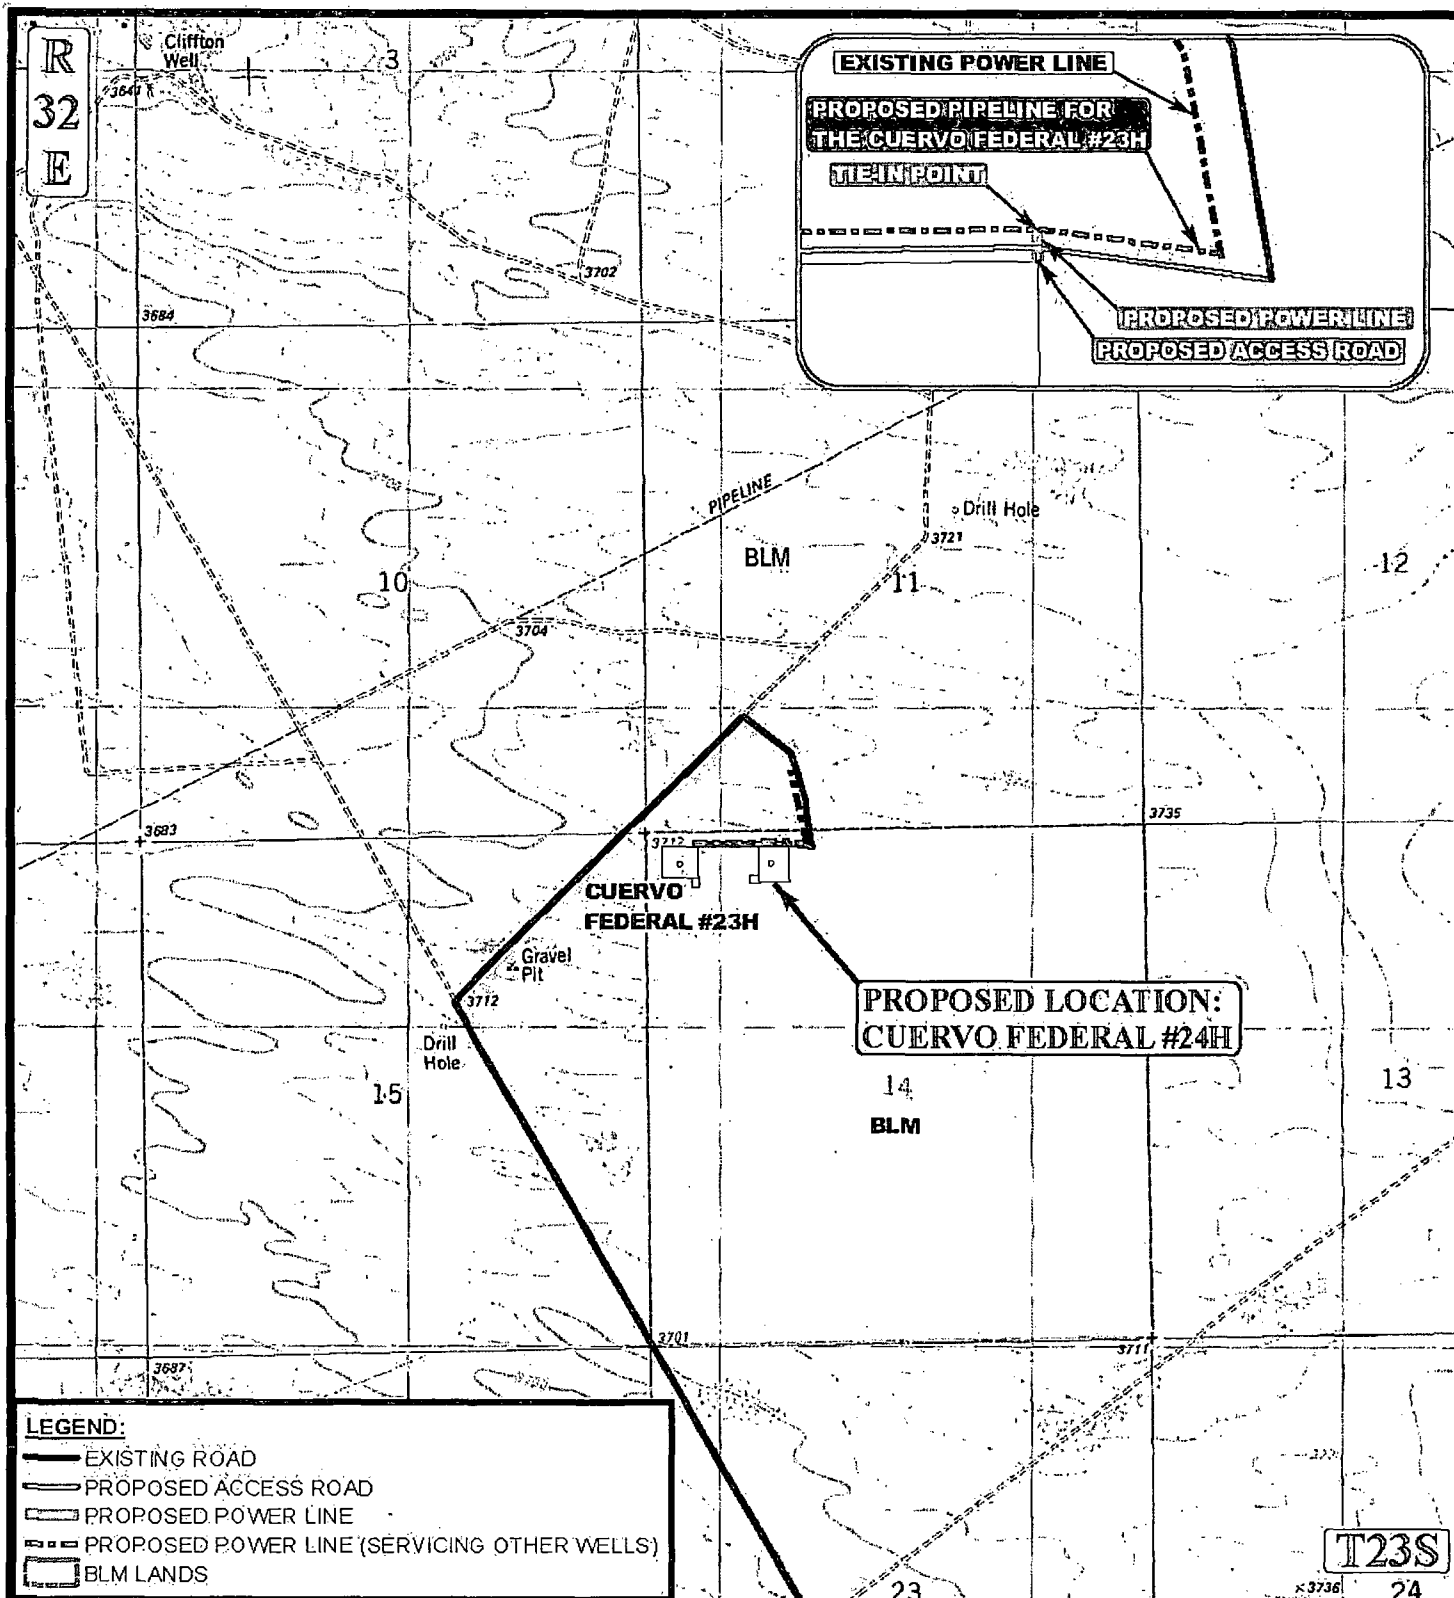 R
32
E
Cliffton
Well
3
3641
EXISTING POWER LINE
PROPOSED PIPELINE FOR
THE CUERVO FEDERAL #23H
TIE-IN POINT
PROPOSED POWER LINE
PROPOSED ACCESS ROAD
3702
3684
PIPELINE
Drill Hole
3721
BLM
10
11
12
3704
3683
3735
3712
CUERVO
FEDERAL #23H
Gravel
Pit
3712
PROPOSED LOCATION:
CUERVO FEDERAL #24H
Drill
Hole
15
14
13
BLM
3701
3711
3687
LEGEND:
EXISTING ROAD
PROPOSED ACCESS ROAD
PROPOSED POWER LINE
PROPOSED POWER LINE (SERVICING OTHER WELLS)
BLM LANDS
T23S
23
×3736
24